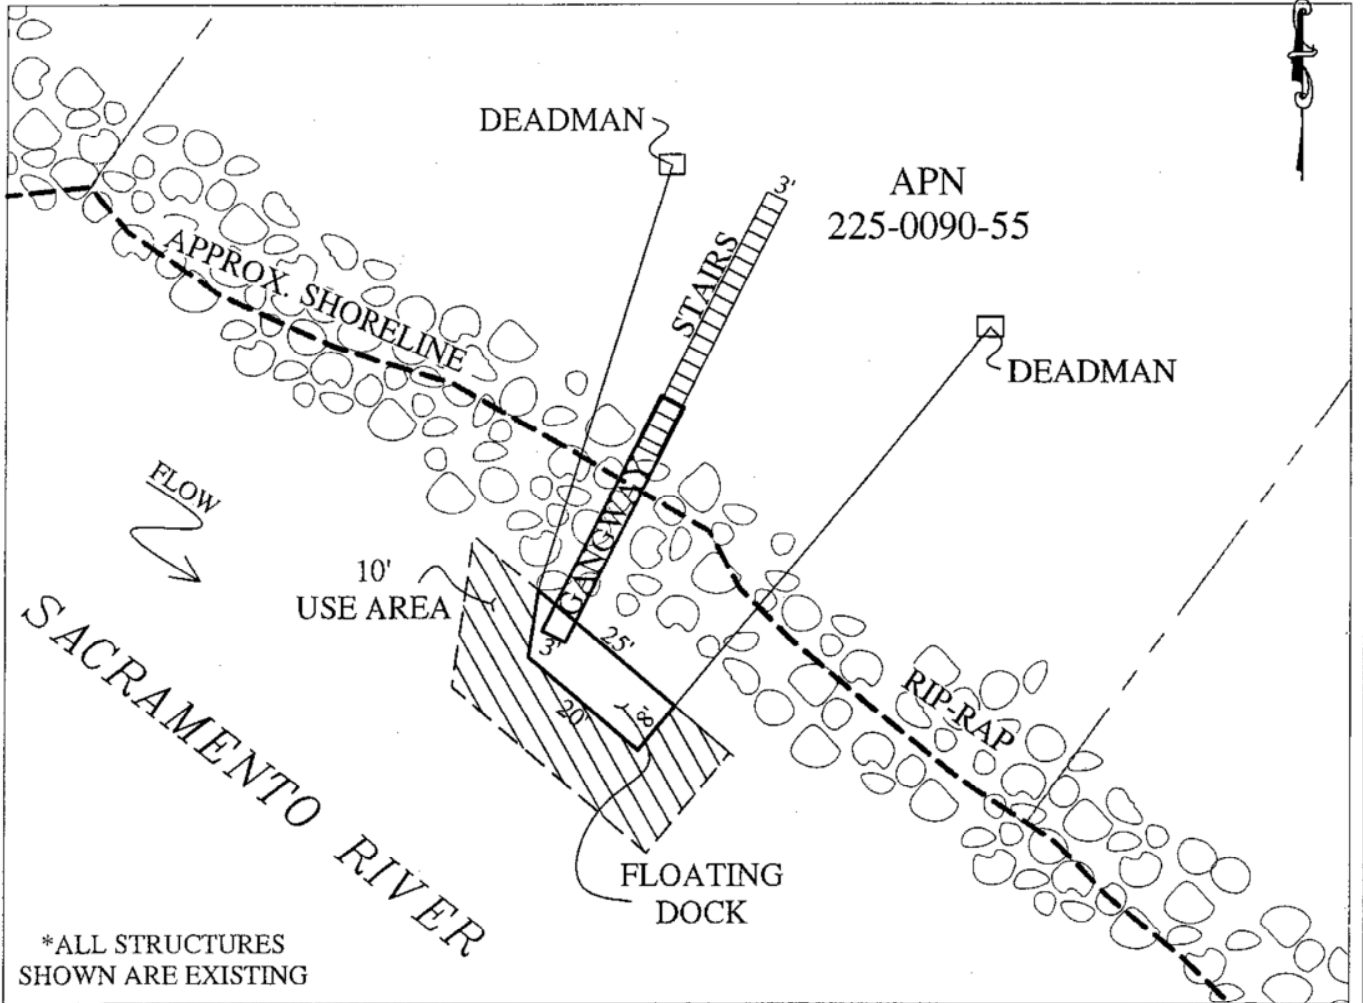 DEADMAN
3'
APN
225-0090-55
STAIRS
APPROX. SHORELINE
DEADMAN
FLOW
GANGWAY
10'
USE AREA
3'
25'
20'
8'
RIP-RAP
SACRAMENTO RIVER
FLOATING
DOCK
*ALL STRUCTURES
SHOWN ARE EXISTING